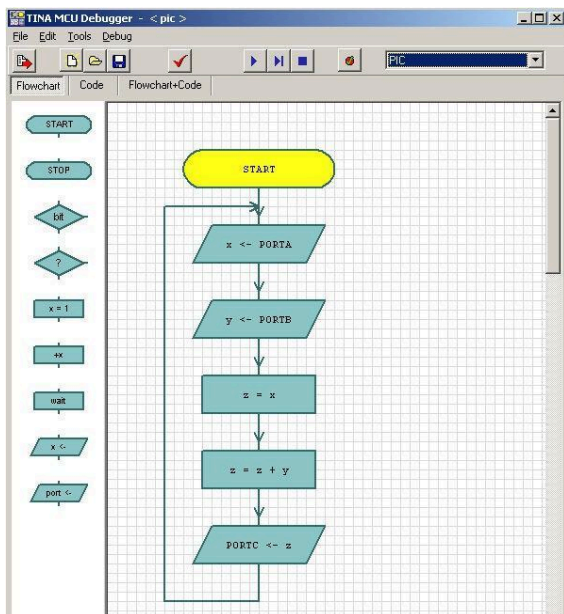 TINA MCU Debugger - < pic >
File Edit Tools Debug
PIC
Flowchart Code Flowchart+Code
START
STOP
bit
?
x = 1
+x
wait
x <-
port <-
START
x <- PORTA
y <- PORTB
z = x
z = z + y
PORTC <- z